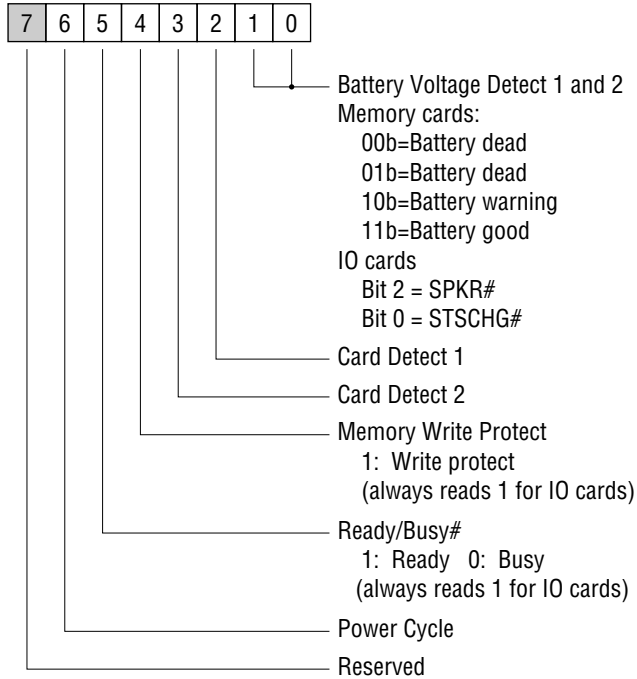 7 6 5 4 3 2 1 0
Battery Voltage Detect 1 and 2
Memory cards:
00b=Battery dead
01b=Battery dead
10b=Battery warning
11b=Battery good
IO cards
Bit 2 = SPKR#
Bit 0 = STSCHG#
Card Detect 1
Card Detect 2
Memory Write Protect
1: Write protect
(always reads 1 for IO cards)
Ready/Busy#
1: Ready 0: Busy
(always reads 1 for IO cards)
Power Cycle
Reserved